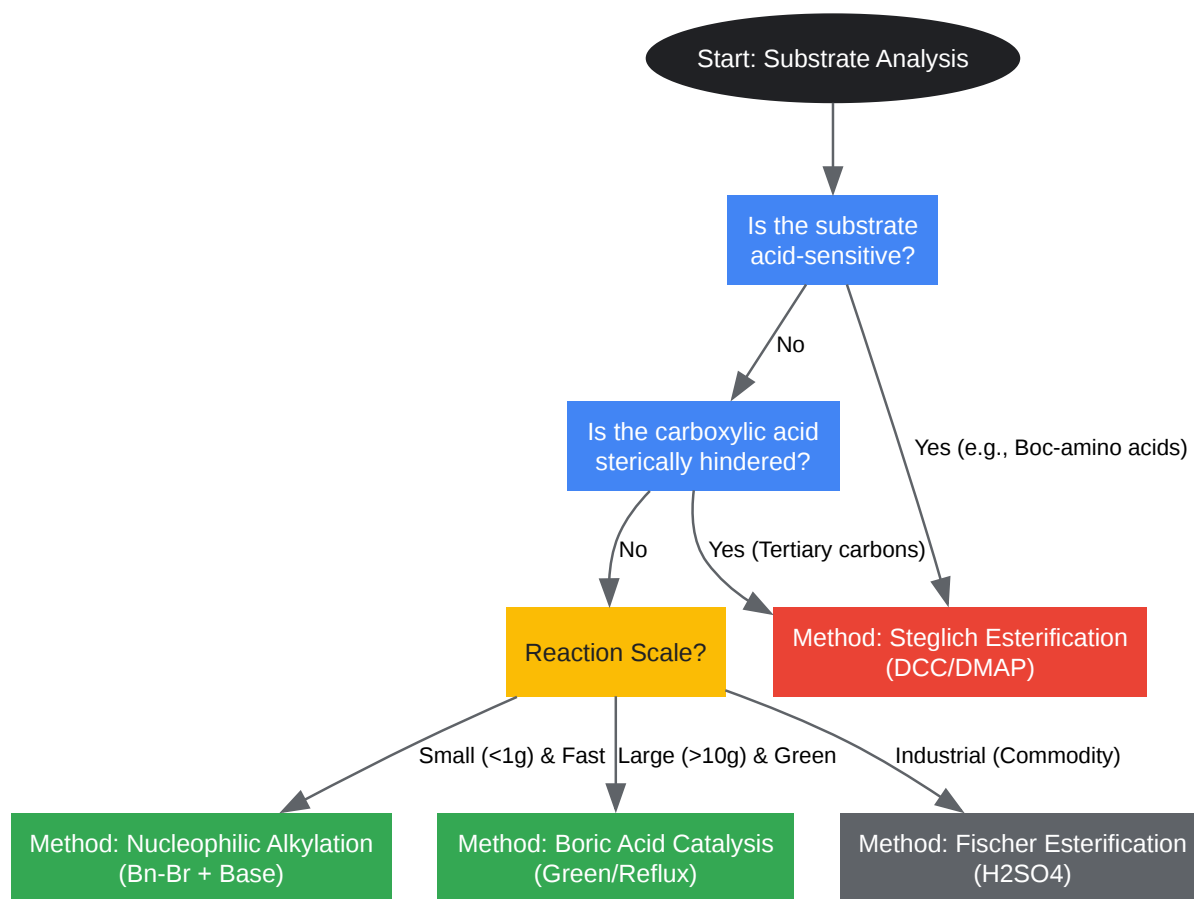 Start: Substrate Analysis
Is the substrate
acid-sensitive?
No
Is the carboxylic acid
sterically hindered?
Yes (e.g., Boc-amino acids)
No
Yes (Tertiary carbons)
Reaction Scale?
Method: Steglich Esterification
(DCC/DMAP)
Small (<1g) & Fast
Large (>10g) & Green
Industrial (Commodity)
Method: Nucleophilic Alkylation
(Bn-Br + Base)
Method: Boric Acid Catalysis
(Green/Reflux)
Method: Fischer Esterification
(H2SO4)